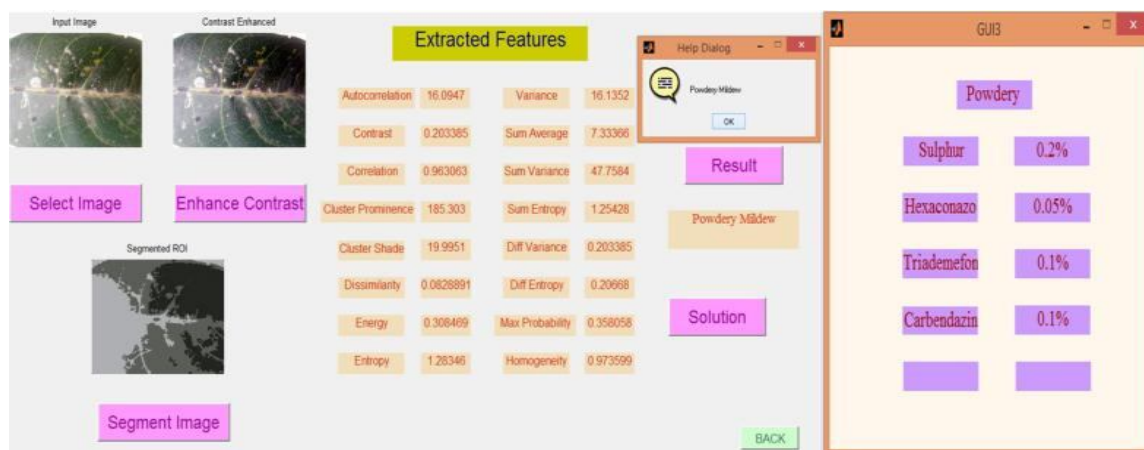 Input Image
Contrast Enhanced
Select Image
Enhance Contrast
Segmented ROI
Segment Image
Extracted Features
Autocorrelation 16.0947 Variance 16.1352
Contrast 0.203385 Sum Average 7.33366
Correlation 0.963063 Sum Variance 47.7584
Cluster Prominence 185.303 Sum Entropy 1.25428
Cluster Shade 19.9951 Diff Variance 0.203385
Dissimilarity 0.0828891 Diff Entropy 0.20668
Energy 0.308469 Max Probability 0.358058
Entropy 1.28346 Homogeneity 0.973599
Help Dialog
Powdery Mildew
OK
Result
Powdery Mildew
Solution
BACK
GUI3
Powdery
Sulphur 0.2%
Hexaconazo 0.05%
Triademefon 0.1%
Carbendazin 0.1%